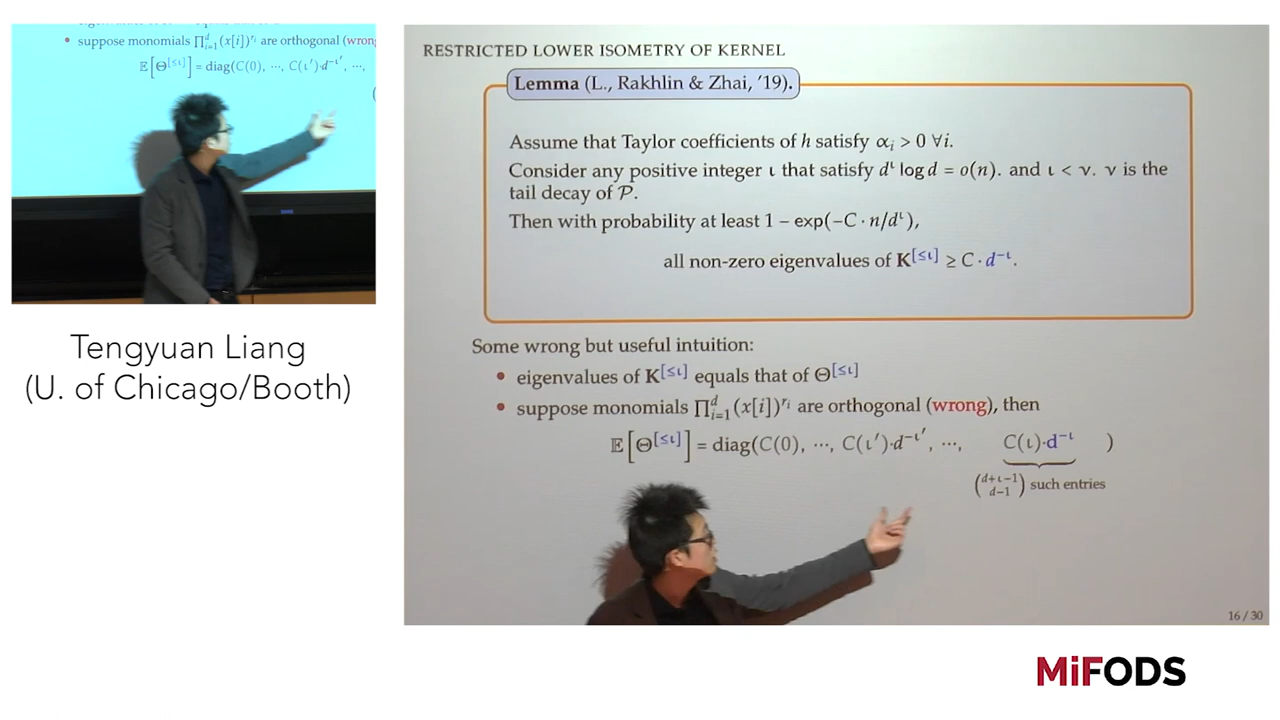 suppose monomials ∏ᵢ₌₁ᵈ(x[i])^{rᵢ} are orthogonal (wrong
𝔼[Θ^{[≤ι]}] = diag(C(0), ⋯, C(ι′)·d^{−ι′}, ⋯,
Tengyuan Liang
(U. of Chicago/Booth)
RESTRICTED LOWER ISOMETRY OF KERNEL
Lemma (L., Rakhlin & Zhai, '19).
Assume that Taylor coefficients of h satisfy αᵢ > 0 ∀i.
Consider any positive integer ι that satisfy d^ι log d = o(n). and ι < ν. ν is the
tail decay of 𝒫.
Then with probability at least 1 − exp(−C · n/d^ι),
all non-zero eigenvalues of K^{[≤ι]} ≥ C · d^{−ι}.
Some wrong but useful intuition:
• eigenvalues of K^{[≤ι]} equals that of Θ^{[≤ι]}
• suppose monomials ∏ᵢ₌₁ᵈ(x[i])^{rᵢ} are orthogonal (wrong), then
𝔼[Θ^{[≤ι]}] = diag(C(0), ⋯, C(ι′)·d^{−ι′}, ⋯, C(ι)·d^{−ι} )
(d+ι−1 d−1) such entries
16 / 30
MiFODS